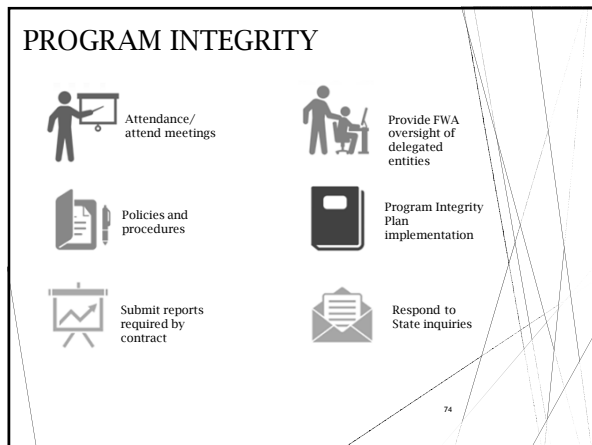 PROGRAM INTEGRITY
Attendance/
attend meetings
Provide FWA
oversight of
delegated
entities
Policies and
procedures
Program Integrity
Plan
implementation
Submit reports
required by
contract
Respond to
State inquiries
74